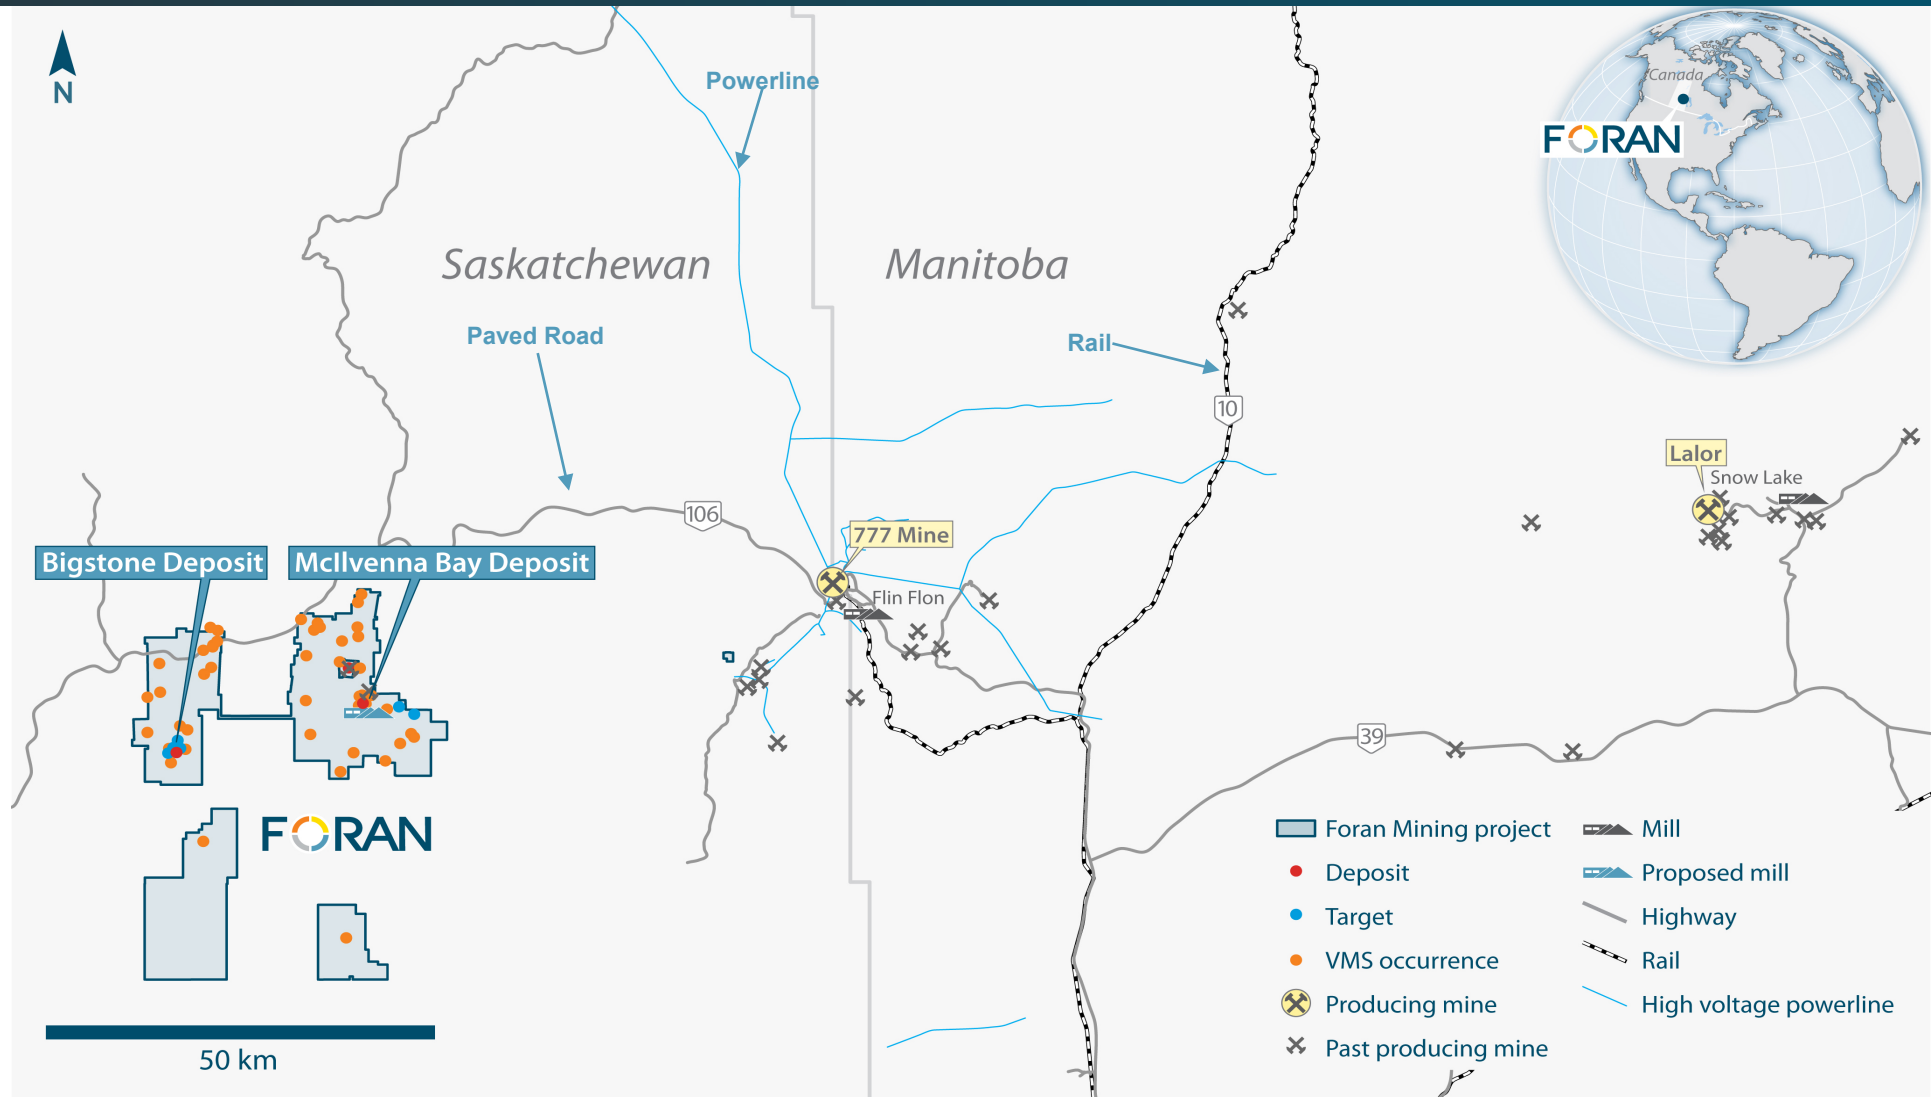 N
Powerline
Canada
FORAN
Saskatchewan
Manitoba
Paved Road
Rail
10
Lalor
Snow Lake
106
777 Mine
Bigstone Deposit
McIlvenna Bay Deposit
Flin Flon
39
FORAN
50 km
Foran Mining project
Deposit
Target
VMS occurrence
Producing mine
Past producing mine
Mill
Proposed mill
Highway
Rail
High voltage powerline